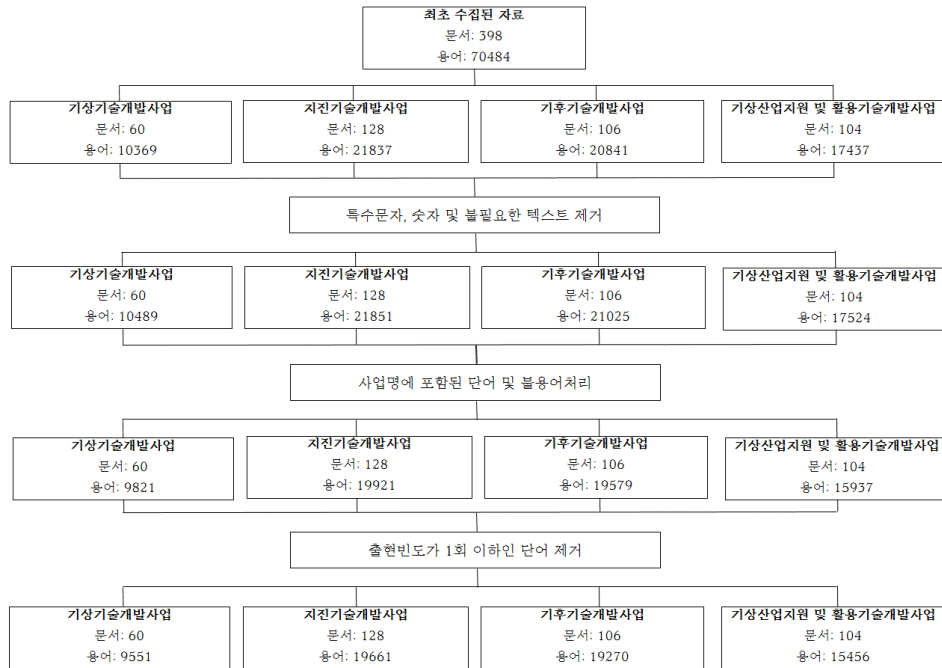 최초 수집된 자료
문서: 398
용어: 70484
기상기술개발사업
문서: 60
용어: 10369
지진기술개발사업
문서: 128
용어: 21837
기후기술개발사업
문서: 106
용어: 20841
기상산업지원 및 활용기술개발사업
문서: 104
용어: 17437
특수문자, 숫자 및 불필요한 텍스트 제거
기상기술개발사업
문서: 60
용어: 10489
지진기술개발사업
문서: 128
용어: 21851
기후기술개발사업
문서: 106
용어: 21025
기상산업지원 및 활용기술개발사업
문서: 104
용어: 17524
사업명에 포함된 단어 및 불용어처리
기상기술개발사업
문서: 60
용어: 9821
지진기술개발사업
문서: 128
용어: 19921
기후기술개발사업
문서: 106
용어: 19579
기상산업지원 및 활용기술개발사업
문서: 104
용어: 15937
출현빈도가 1회 이하인 단어 제거
기상기술개발사업
문서: 60
용어: 9551
지진기술개발사업
문서: 128
용어: 19661
기후기술개발사업
문서: 106
용어: 19270
기상산업지원 및 활용기술개발사업
문서: 104
용어: 15456